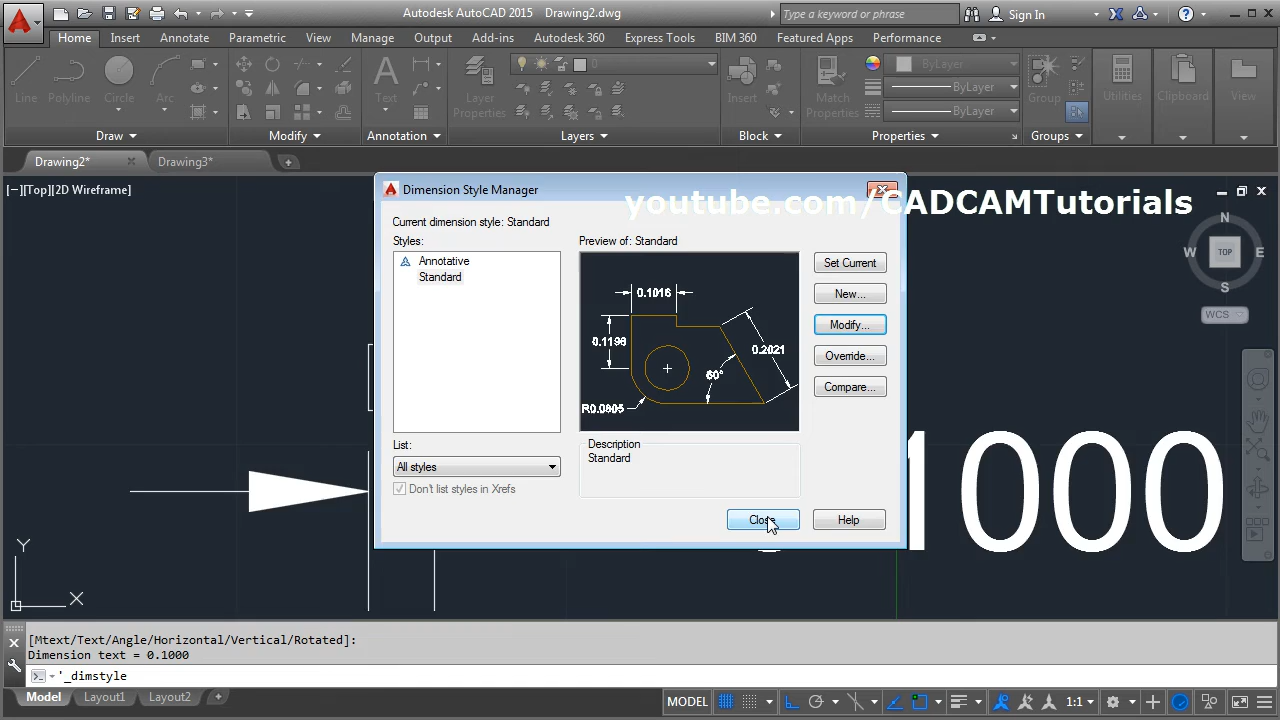 Autodesk AutoCAD 2015 Drawing2.dwg
Type a keyword or phrase
Sign In
Home Insert Annotate Parametric View Manage Output Add-ins Autodesk 360 Express Tools BIM 360 Featured Apps Performance
Line Polyline Circle Arc
Text
Layer Properties
0
Insert
Match Properties
ByLayer
ByLayer
ByLayer
Group
Utilities
Clipboard
View
Draw Modify Annotation Layers Block Properties Groups
Drawing2* Drawing3*
[−][Top][2D Wireframe]
youtube.com/CADCAMTutorials
Dimension Style Manager
Current dimension style: Standard
Styles:
Annotative
Standard
Preview of: Standard
0.1016
0.1196
0.2021
60°
R0.0805
Set Current
New...
Modify...
Override...
Compare...
List:
All styles
Don't list styles in Xrefs
Description
Standard
Close
Help
N
W TOP E
S
WCS
1000
Y
X
[Mtext/Text/Angle/Horizontal/Vertical/Rotated]:
Dimension text = 0.1000
'_dimstyle
Model Layout1 Layout2
MODEL
1:1